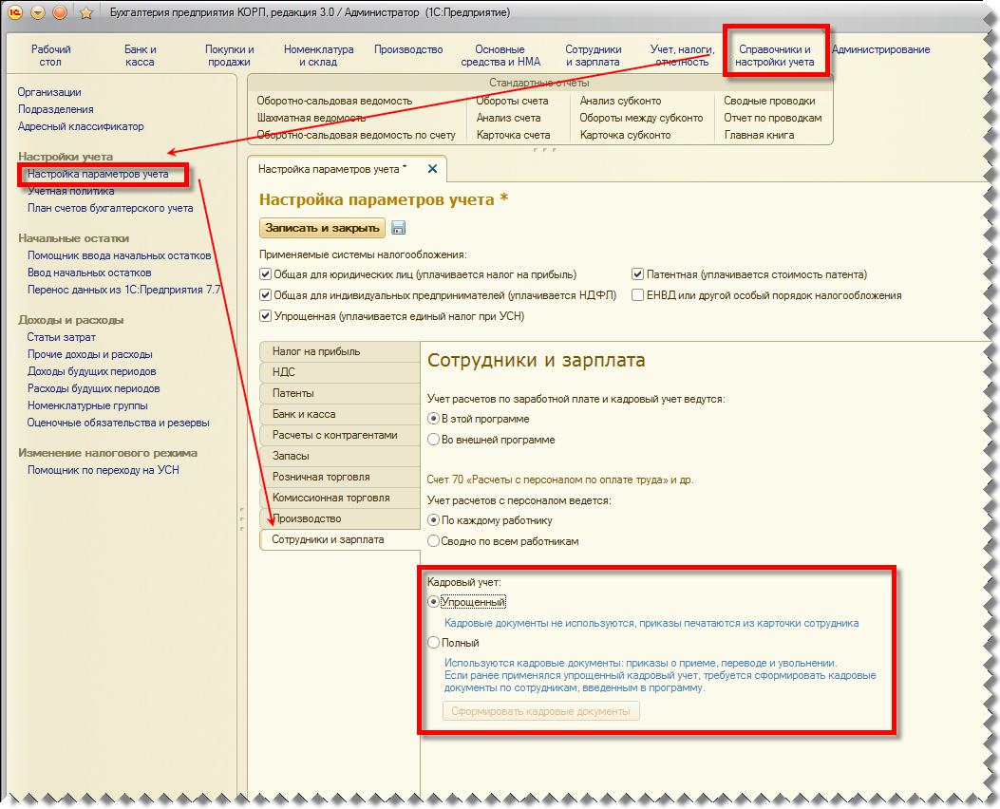 Бухгалтерия предприятия КОРП, редакция 3.0 / Администратор (1С:Предприятие)
Рабочий стол
Банк и касса
Покупки и продажи
Номенклатура и склад
Производство
Основные средства и НМА
Сотрудники и зарплата
Учет, налоги, отчетность
Справочники и настройки учета
Администрирование
Организации
Подразделения
Адресный классификатор
Настройки учета
Настройка параметров учета
Учетная политика
План счетов бухгалтерского учета
Начальные остатки
Помощник ввода начальных остатков
Ввод начальных остатков
Перенос данных из 1С:Предприятия 7.7
Доходы и расходы
Статьи затрат
Прочие доходы и расходы
Доходы будущих периодов
Расходы будущих периодов
Номенклатурные группы
Оценочные обязательства и резервы
Изменение налогового режима
Помощник по переходу на УСН
Стандартные отчеты
Оборотно-сальдовая ведомость
Обороты счета
Анализ субконто
Сводные проводки
Шахматная ведомость
Анализ счета
Обороты между субконто
Отчет по проводкам
Оборотно-сальдовая ведомость по счету
Карточка счета
Карточка субконто
Главная книга
Настройка параметров учета *
Настройка параметров учета *
Записать и закрыть
Применяемые системы налогообложения:
Общая для юридических лиц (уплачивается налог на прибыль)
Патентная (уплачивается стоимость патента)
Общая для индивидуальных предпринимателей (уплачивается НДФЛ)
ЕНВД или другой особый порядок налогообложения
Упрощенная (уплачивается единый налог при УСН)
Налог на прибыль
НДС
Патенты
Банк и касса
Расчеты с контрагентами
Запасы
Розничная торговля
Комиссионная торговля
Производство
Сотрудники и зарплата
Сотрудники и зарплата
Учет расчетов по заработной плате и кадровый учет ведутся:
В этой программе
Во внешней программе
Счет 70 «Расчеты с персоналом по оплате труда» и др.
Учет расчетов с персоналом ведется:
По каждому работнику
Сводно по всем работникам
Кадровый учет:
Упрощенный
Кадровые документы не используются, приказы печатаются из карточки сотрудника
Полный
Используются кадровые документы: приказы о приеме, переводе и увольнении.
Если ранее применялся упрощенный кадровый учет, требуется сформировать кадровые
документы по сотрудникам, введенным в программу.
Сформировать кадровые документы